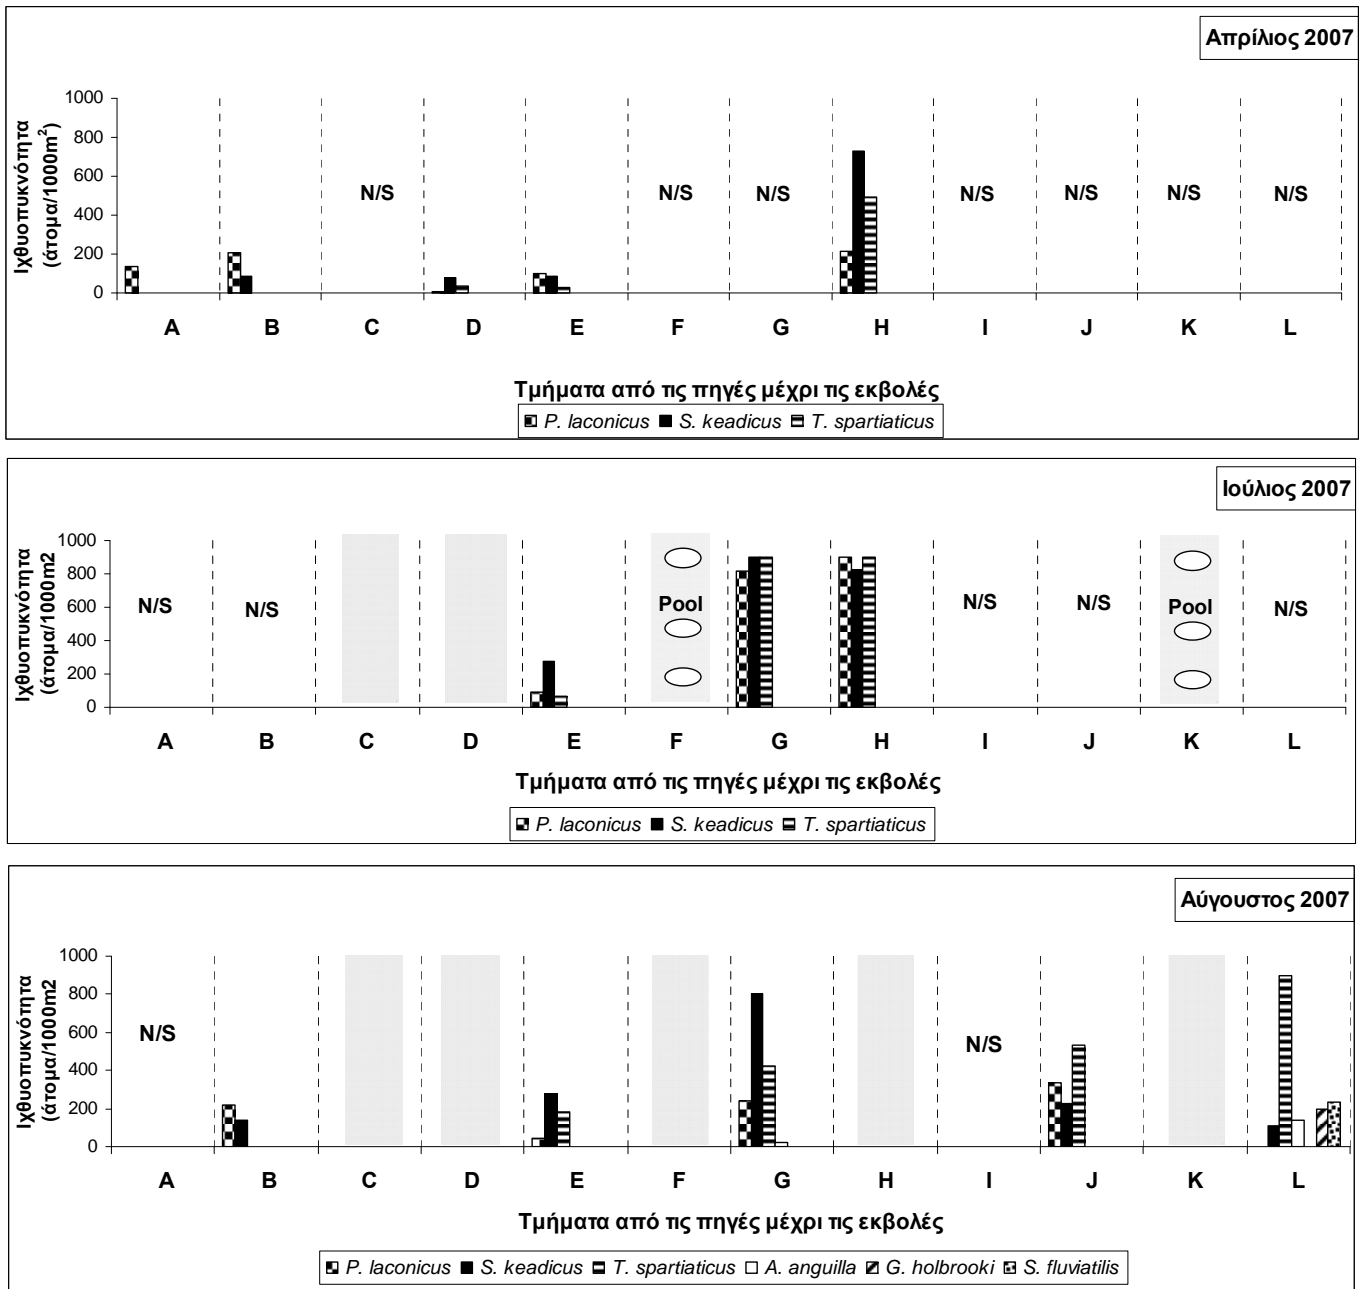 Απρίλιος 2007
Ιχθυοπυκνότητα
(άτομα/1000m²)
1000
800
600
400
200
0
N/S N/S N/S N/S N/S N/S N/S
A B C D E F G H I J K L
Τμήματα από τις πηγές μέχρι τις εκβολές
P. laconicus S. keadicus T. spartiaticus
Ιούλιος 2007
Ιχθυοπυκνότητα
(άτομα/1000m2
1000
800
600
400
200
0
N/S N/S Pool N/S N/S Pool N/S
A B C D E F G H I J K L
Τμήματα από τις πηγές μέχρι τις εκβολές
P. laconicus S. keadicus T. spartiaticus
Αύγουστος 2007
Ιχθυοπυκνότητα
(άτομα/1000m2
1000
800
600
400
200
0
N/S N/S
A B C D E F G H I J K L
Τμήματα από τις πηγές μέχρι τις εκβολές
P. laconicus S. keadicus T. spartiaticus A. anguilla G. holbrooki S. fluviatilis